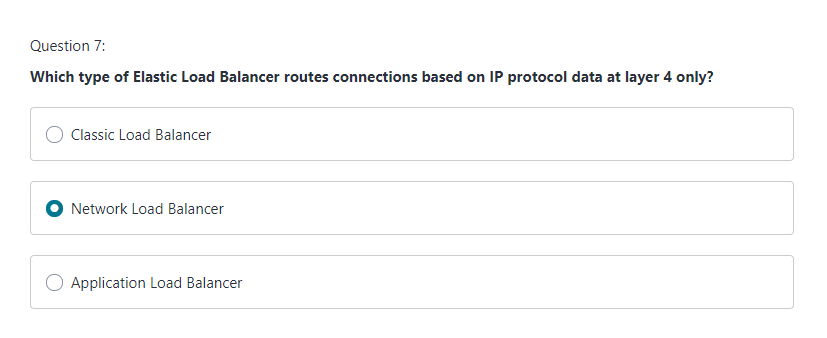 Question 7:
Which type of Elastic Load Balancer routes connections based on IP protocol data at layer 4 only?
Classic Load Balancer
Network Load Balancer
Application Load Balancer